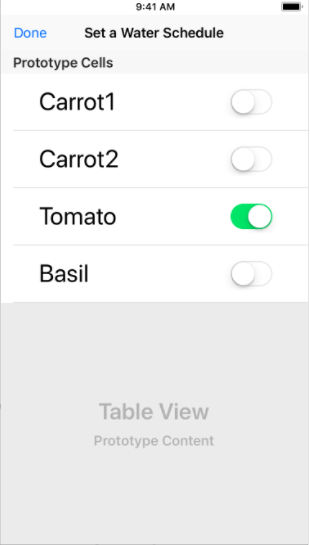 9:41 AM
Done Set a Water Schedule
Prototype Cells
Carrot1
Carrot2
Tomato
Basil
Table View
Prototype Content